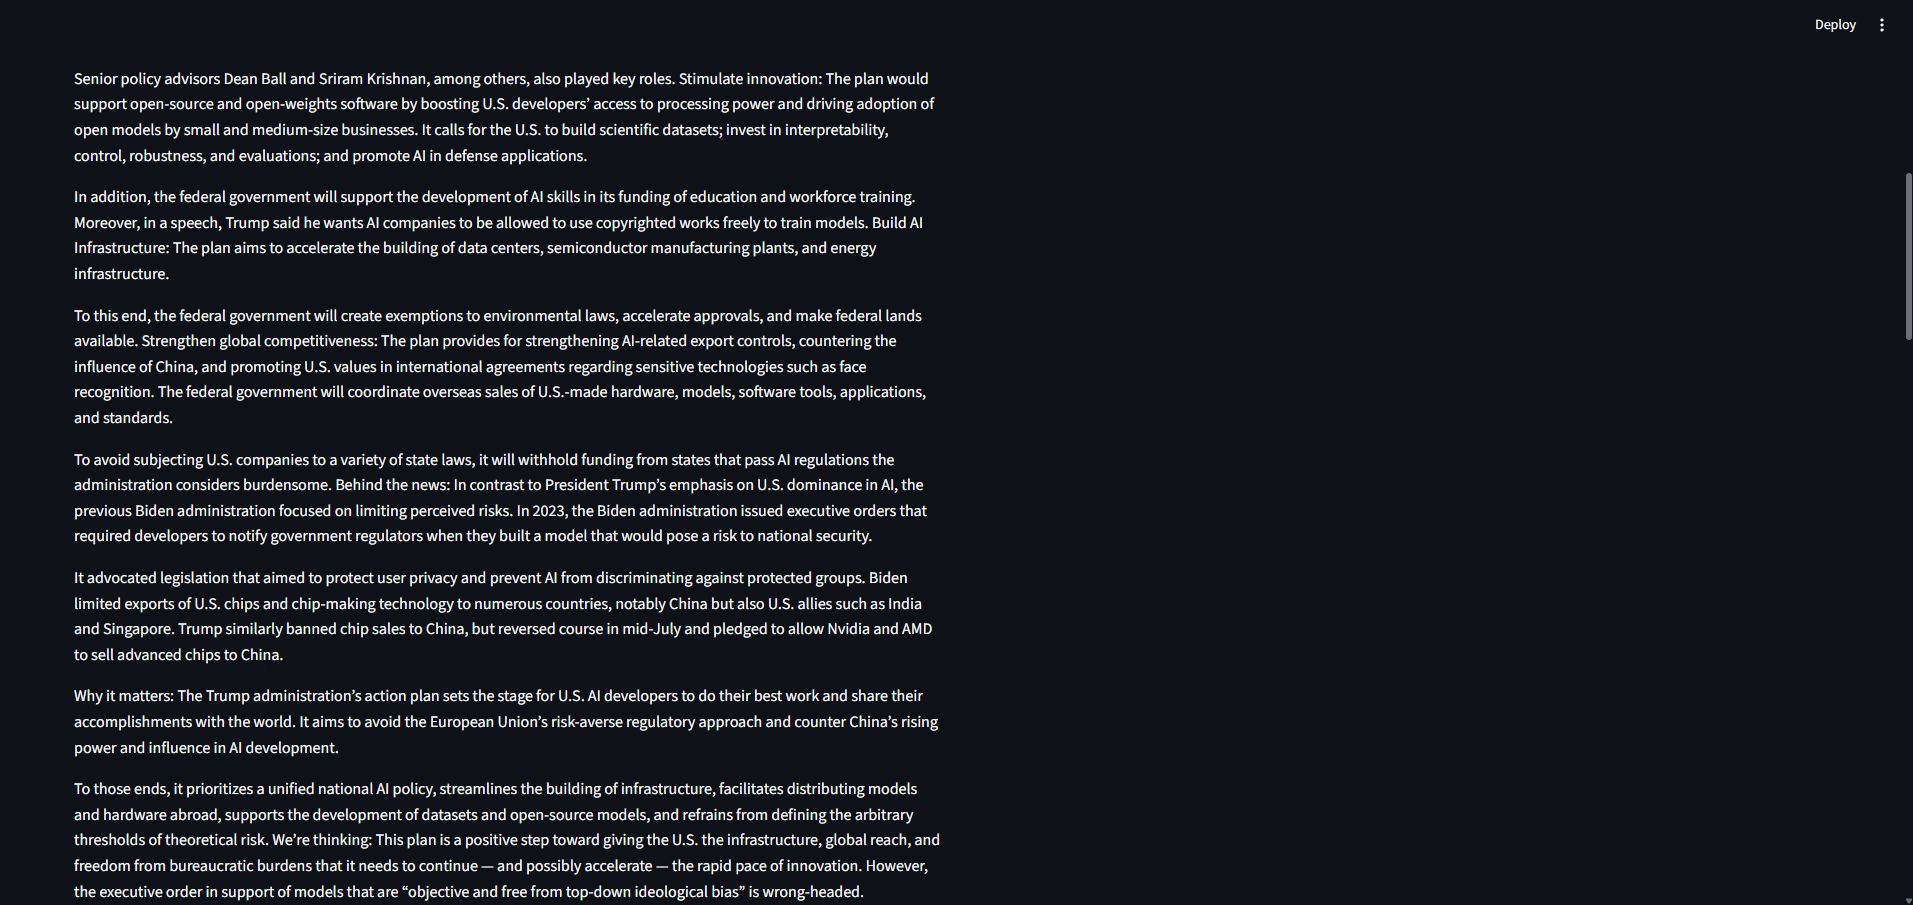 Deploy
Senior policy advisors Dean Ball and Sriram Krishnan, among others, also played key roles. Stimulate innovation: The plan would
support open-source and open-weights software by boosting U.S. developers’ access to processing power and driving adoption of
open models by small and medium-size businesses. It calls for the U.S. to build scientific datasets; invest in interpretability,
control, robustness, and evaluations; and promote AI in defense applications.
In addition, the federal government will support the development of AI skills in its funding of education and workforce training.
Moreover, in a speech, Trump said he wants AI companies to be allowed to use copyrighted works freely to train models. Build AI
Infrastructure: The plan aims to accelerate the building of data centers, semiconductor manufacturing plants, and energy
infrastructure.
To this end, the federal government will create exemptions to environmental laws, accelerate approvals, and make federal lands
available. Strengthen global competitiveness: The plan provides for strengthening AI-related export controls, countering the
influence of China, and promoting U.S. values in international agreements regarding sensitive technologies such as face
recognition. The federal government will coordinate overseas sales of U.S.-made hardware, models, software tools, applications,
and standards.
To avoid subjecting U.S. companies to a variety of state laws, it will withhold funding from states that pass AI regulations the
administration considers burdensome. Behind the news: In contrast to President Trump’s emphasis on U.S. dominance in AI, the
previous Biden administration focused on limiting perceived risks. In 2023, the Biden administration issued executive orders that
required developers to notify government regulators when they built a model that would pose a risk to national security.
It advocated legislation that aimed to protect user privacy and prevent AI from discriminating against protected groups. Biden
limited exports of U.S. chips and chip-making technology to numerous countries, notably China but also U.S. allies such as India
and Singapore. Trump similarly banned chip sales to China, but reversed course in mid-July and pledged to allow Nvidia and AMD
to sell advanced chips to China.
Why it matters: The Trump administration’s action plan sets the stage for U.S. AI developers to do their best work and share their
accomplishments with the world. It aims to avoid the European Union’s risk-averse regulatory approach and counter China’s rising
power and influence in AI development.
To those ends, it prioritizes a unified national AI policy, streamlines the building of infrastructure, facilitates distributing models
and hardware abroad, supports the development of datasets and open-source models, and refrains from defining the arbitrary
thresholds of theoretical risk. We’re thinking: This plan is a positive step toward giving the U.S. the infrastructure, global reach, and
freedom from bureaucratic burdens that it needs to continue — and possibly accelerate — the rapid pace of innovation. However,
the executive order in support of models that are “objective and free from top-down ideological bias” is wrong-headed.